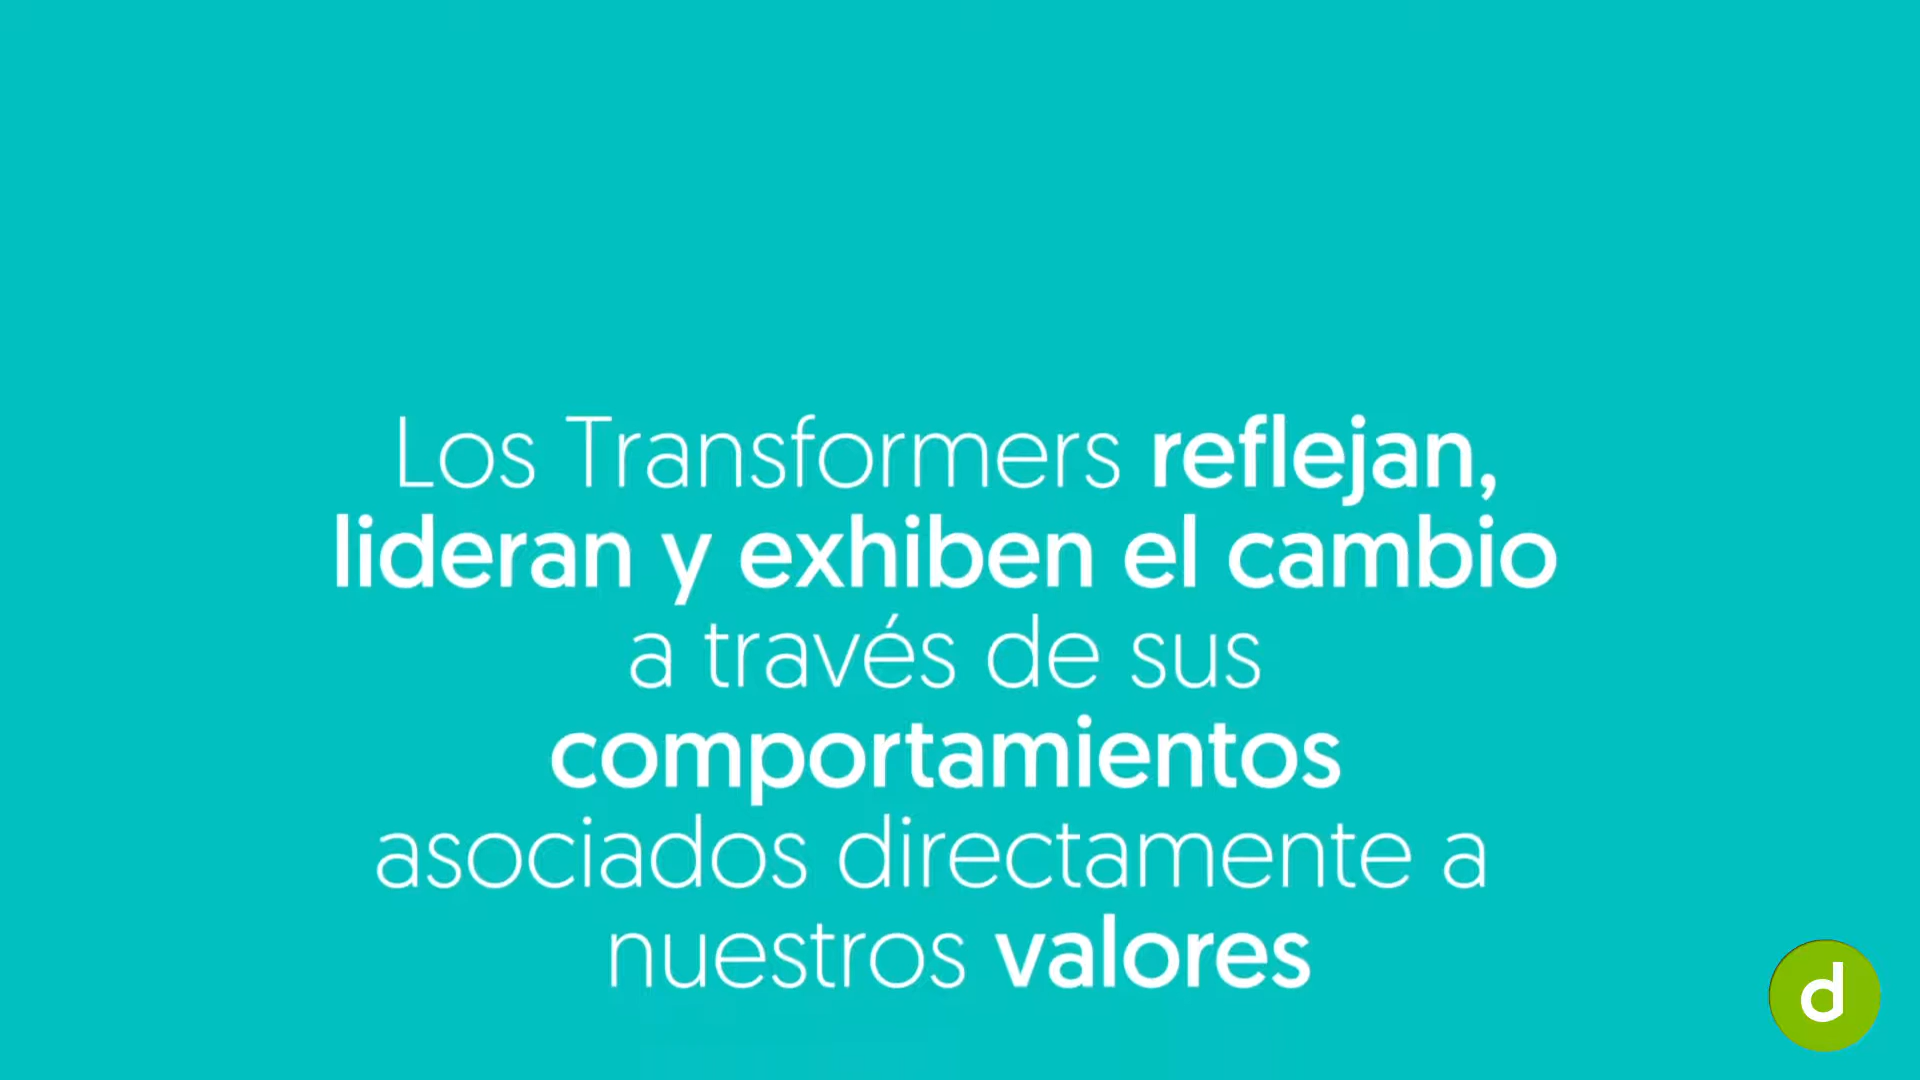 Los Transformers reflejan,
lideran y exhiben el cambio
a través de sus
comportamientos
asociados directamente a
nuestros valores
d